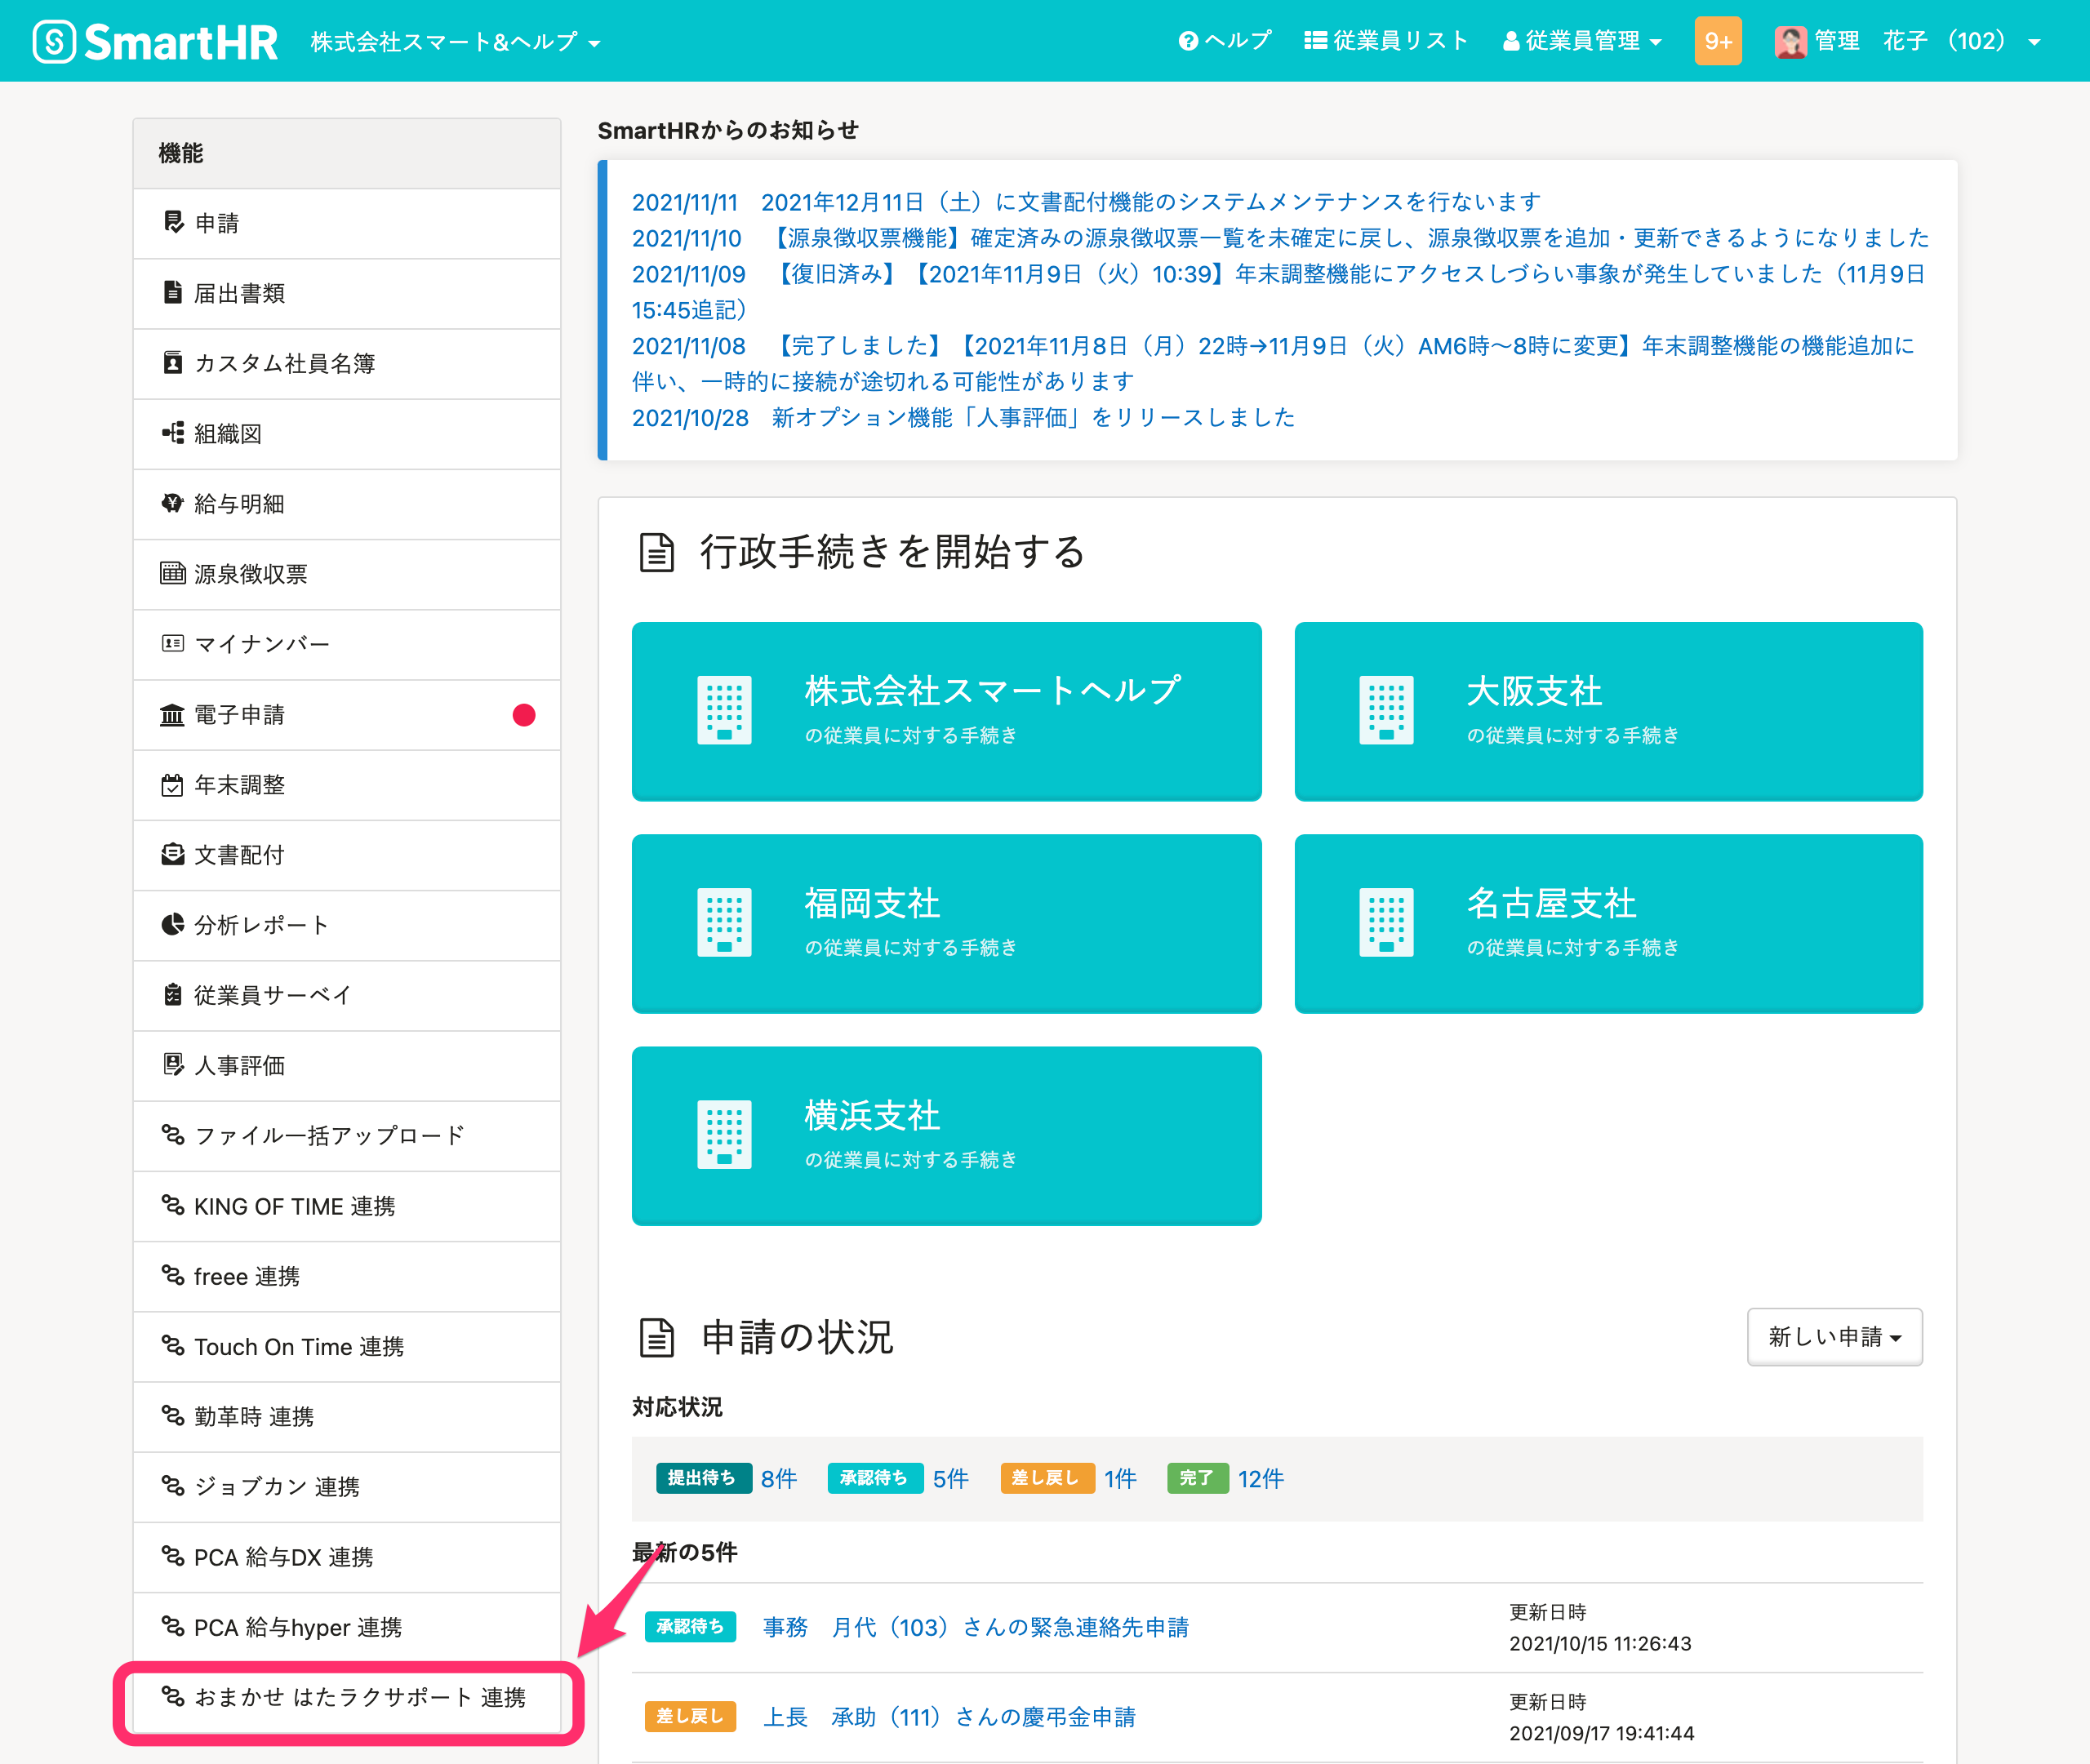 SmartHR 株式会社スマート&ヘルプ ヘルプ 従業員リスト 従業員管理 9+ 管理 花子 （102）
機能
申請
届出書類
カスタム社員名簿
組織図
給与明細
源泉徴収票
マイナンバー
電子申請
年末調整
文書配付
分析レポート
従業員サーベイ
人事評価
ファイル一括アップロード
KING OF TIME 連携
freee 連携
Touch On Time 連携
勤革時 連携
ジョブカン 連携
PCA 給与DX 連携
PCA 給与hyper 連携
おまかせ はたラクサポート 連携
SmartHRからのお知らせ
2021/11/11 2021年12月11日（土）に文書配付機能のシステムメンテナンスを行ないます
2021/11/10 【源泉徴収票機能】確定済みの源泉徴収票一覧を未確定に戻し、源泉徴収票を追加・更新できるようになりました
2021/11/09 【復旧済み】【2021年11月9日（火）10:39】年末調整機能にアクセスしづらい事象が発生していました（11月9日
15:45追記）
2021/11/08 【完了しました】【2021年11月8日（月）22時→11月9日（火）AM6時〜8時に変更】年末調整機能の機能追加に
伴い、一時的に接続が途切れる可能性があります
2021/10/28 新オプション機能「人事評価」をリリースしました
行政手続きを開始する
株式会社スマートヘルプ
の従業員に対する手続き
大阪支社
の従業員に対する手続き
福岡支社
の従業員に対する手続き
名古屋支社
の従業員に対する手続き
横浜支社
の従業員に対する手続き
申請の状況
新しい申請
対応状況
提出待ち 8件 承認待ち 5件 差し戻し 1件 完了 12件
最新の5件
承認待ち 事務 月代（103）さんの緊急連絡先申請
更新日時
2021/10/15 11:26:43
差し戻し 上長 承助（111）さんの慶弔金申請
更新日時
2021/09/17 19:41:44